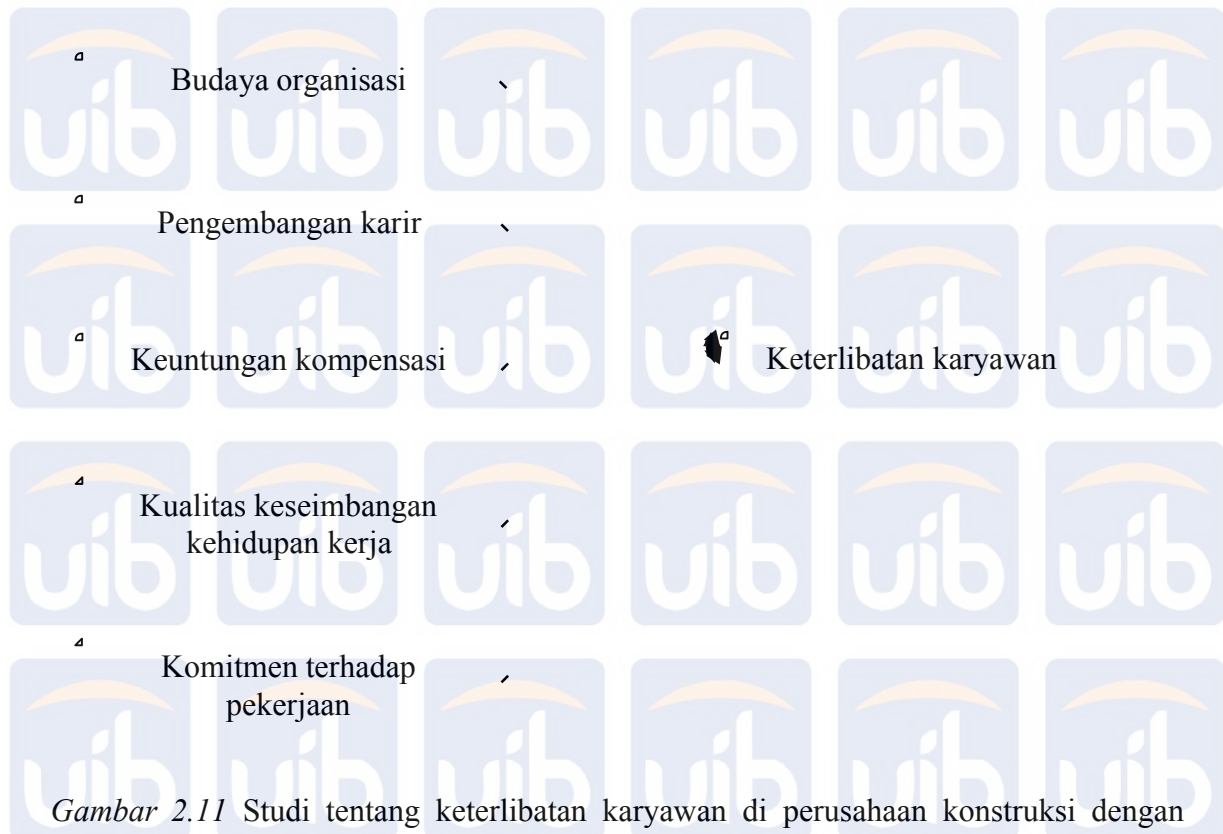 Budaya organisasi
Pengembangan karir
Keuntungan kompensasi
Keterlibatan karyawan
Kualitas keseimbangan
kehidupan kerja
Komitmen terhadap
pekerjaan
Gambar 2.11 Studi tentang keterlibatan karyawan di perusahaan konstruksi dengan